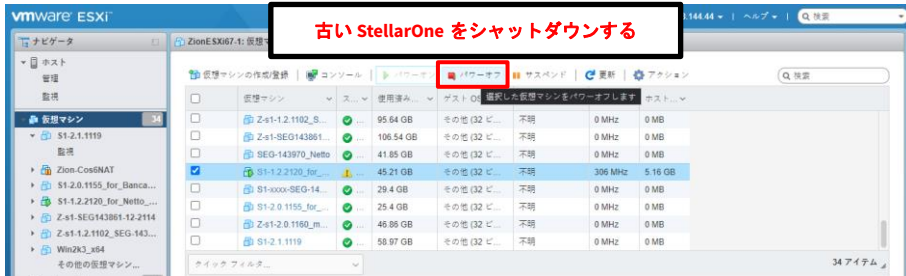 vmware ESXi™
.144.44
ヘルプ
検索
古い StellarOne をシャットダウンする
ナビゲータ
ホスト
管理
監視
仮想マシン 34
S1-2.1.1119
監視
Zion-Cos6NAT
S1-2.0.1155_for_Banca...
S1-1.2.2120_for_Netto_...
Z-s1-SEG143861-12-2114
Z-s1-1.2.1102_SEG-143...
Win2k3_x64
その他の仮想マシン...
ZionESXi67-1: 仮想マ
仮想マシンの作成/登録 コンソール パワーオン パワーオフ サスペンド 更新 アクション 検索
選択した仮想マシンをパワーオフします
仮想マシン ス... 使用済み... ゲスト OS ホスト...
Z-s1-1.2.1102_S... 95.64 GB その他 (32 ビ... 不明 0 MHz 0 MB
Z-s1-SEG143861... 106.54 GB その他 (32 ビ... 不明 0 MHz 0 MB
SEG-143970_Netto 41.85 GB その他 (32 ビ... 不明 0 MHz 0 MB
S1-1.2.2120_for_... 45.21 GB その他 (32 ビ... 不明 306 MHz 5.16 GB
S1-xxxx-SEG-14... 29.4 GB その他 (32 ビ... 不明 0 MHz 0 MB
S1-2.0.1155_for_... 25.4 GB その他 (32 ビ... 不明 0 MHz 0 MB
Z-s1-2.0.1160_m... 46.86 GB その他 (32 ビ... 不明 0 MHz 0 MB
S1-2.1.1119 58.97 GB その他 (32 ビ... 不明 0 MHz 0 MB
クイック フィルタ...
34 アイテム